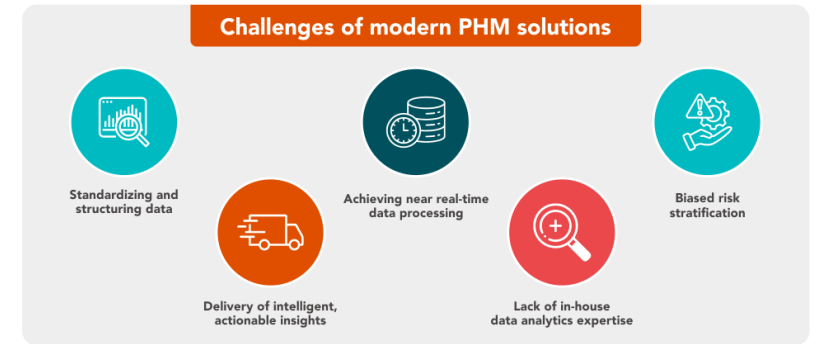 Challenges of modern PHM solutions
Standardizing and
structuring data
Delivery of intelligent,
actionable insights
Achieving near real-time
data processing
Lack of in-house
data analytics expertise
Biased risk
stratification